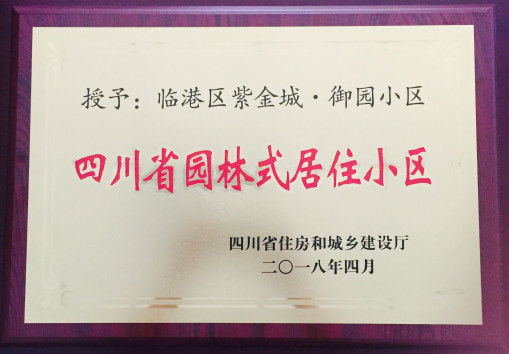 授予：临港区紫金城·御园小区
四川省园林式居住小区
四川省住房和城乡建设厅
二〇一八年四月